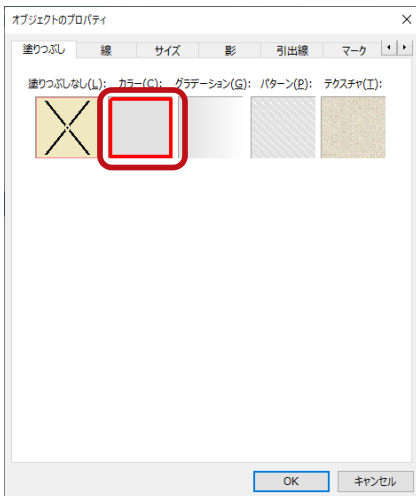 オブジェクトのプロパティ
塗りつぶし 線 サイズ 影 引出線 マーク
塗りつぶしなし(L): カラー(C): グラデーション(G): パターン(P): テクスチャ(T):
OK キャンセル